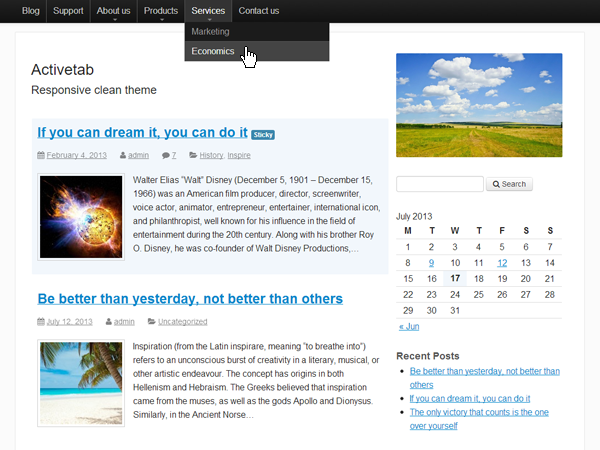 Blog Support About us Products Services Contact us
Marketing
Economics
Activetab
Responsive clean theme
If you can dream it, you can do it Sticky
February 4, 2013 admin 7 History, Inspire
Walter Elias "Walt" Disney (December 5, 1901 – December 15,
1966) was an American film producer, director, screenwriter,
voice actor, animator, entrepreneur, entertainer, international icon,
and philanthropist, well known for his influence in the field of
entertainment during the 20th century. Along with his brother Roy
O. Disney, he was co-founder of Walt Disney Productions,…
Be better than yesterday, not better than others
July 12, 2013 admin Uncategorized
Inspiration (from the Latin inspirare, meaning "to breathe into")
refers to an unconscious burst of creativity in a literary, musical, or
other artistic endeavour. The concept has origins in both
Hellenism and Hebraism. The Greeks believed that inspiration
came from the muses, as well as the gods Apollo and Dionysus.
Similarly, in the Ancient Norse…
Search
July 2013
M T W T F S S
1 2 3 4 5 6 7
8 9 10 11 12 13 14
15 16 17 18 19 20 21
22 23 24 25 26 27 28
29 30 31
« Jun
Recent Posts
Be better than yesterday, not better than
others
If you can dream it, you can do it
The only victory that counts is the one
over yourself